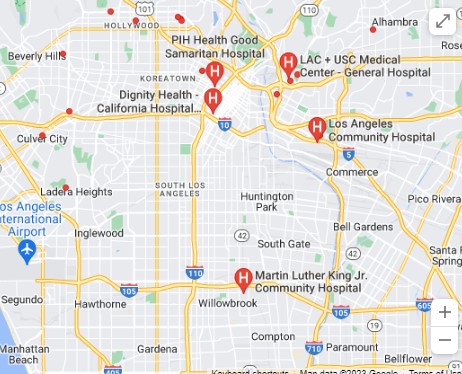 101
110
HOLLYWOOD
Alhambra
PIH Health Good
Samaritan Hospital
Beverly Hills
LAC + USC Medical
Center - General Hospital
KOREATOWN
Dignity Health -
California Hospital...
10
Los Angeles
Community Hospital
Culver City
5
Commerce
Ladera Heights
SOUTH LOS
ANGELES
Huntington
Park
Pico Rivera
Los Angeles
International
Airport
Inglewood
42
Bell Gardens
South Gate
Santa F
Spring
42
110
Martin Luther King Jr.
Community Hospital
105
Segundo
Hawthorne
Willowbrook
105
605
19
Compton
Manhattan
Beach
Gardena
710
Paramount
Bellflower
Keyboard shortcuts
Map data ©2023 Google
Terms of Use